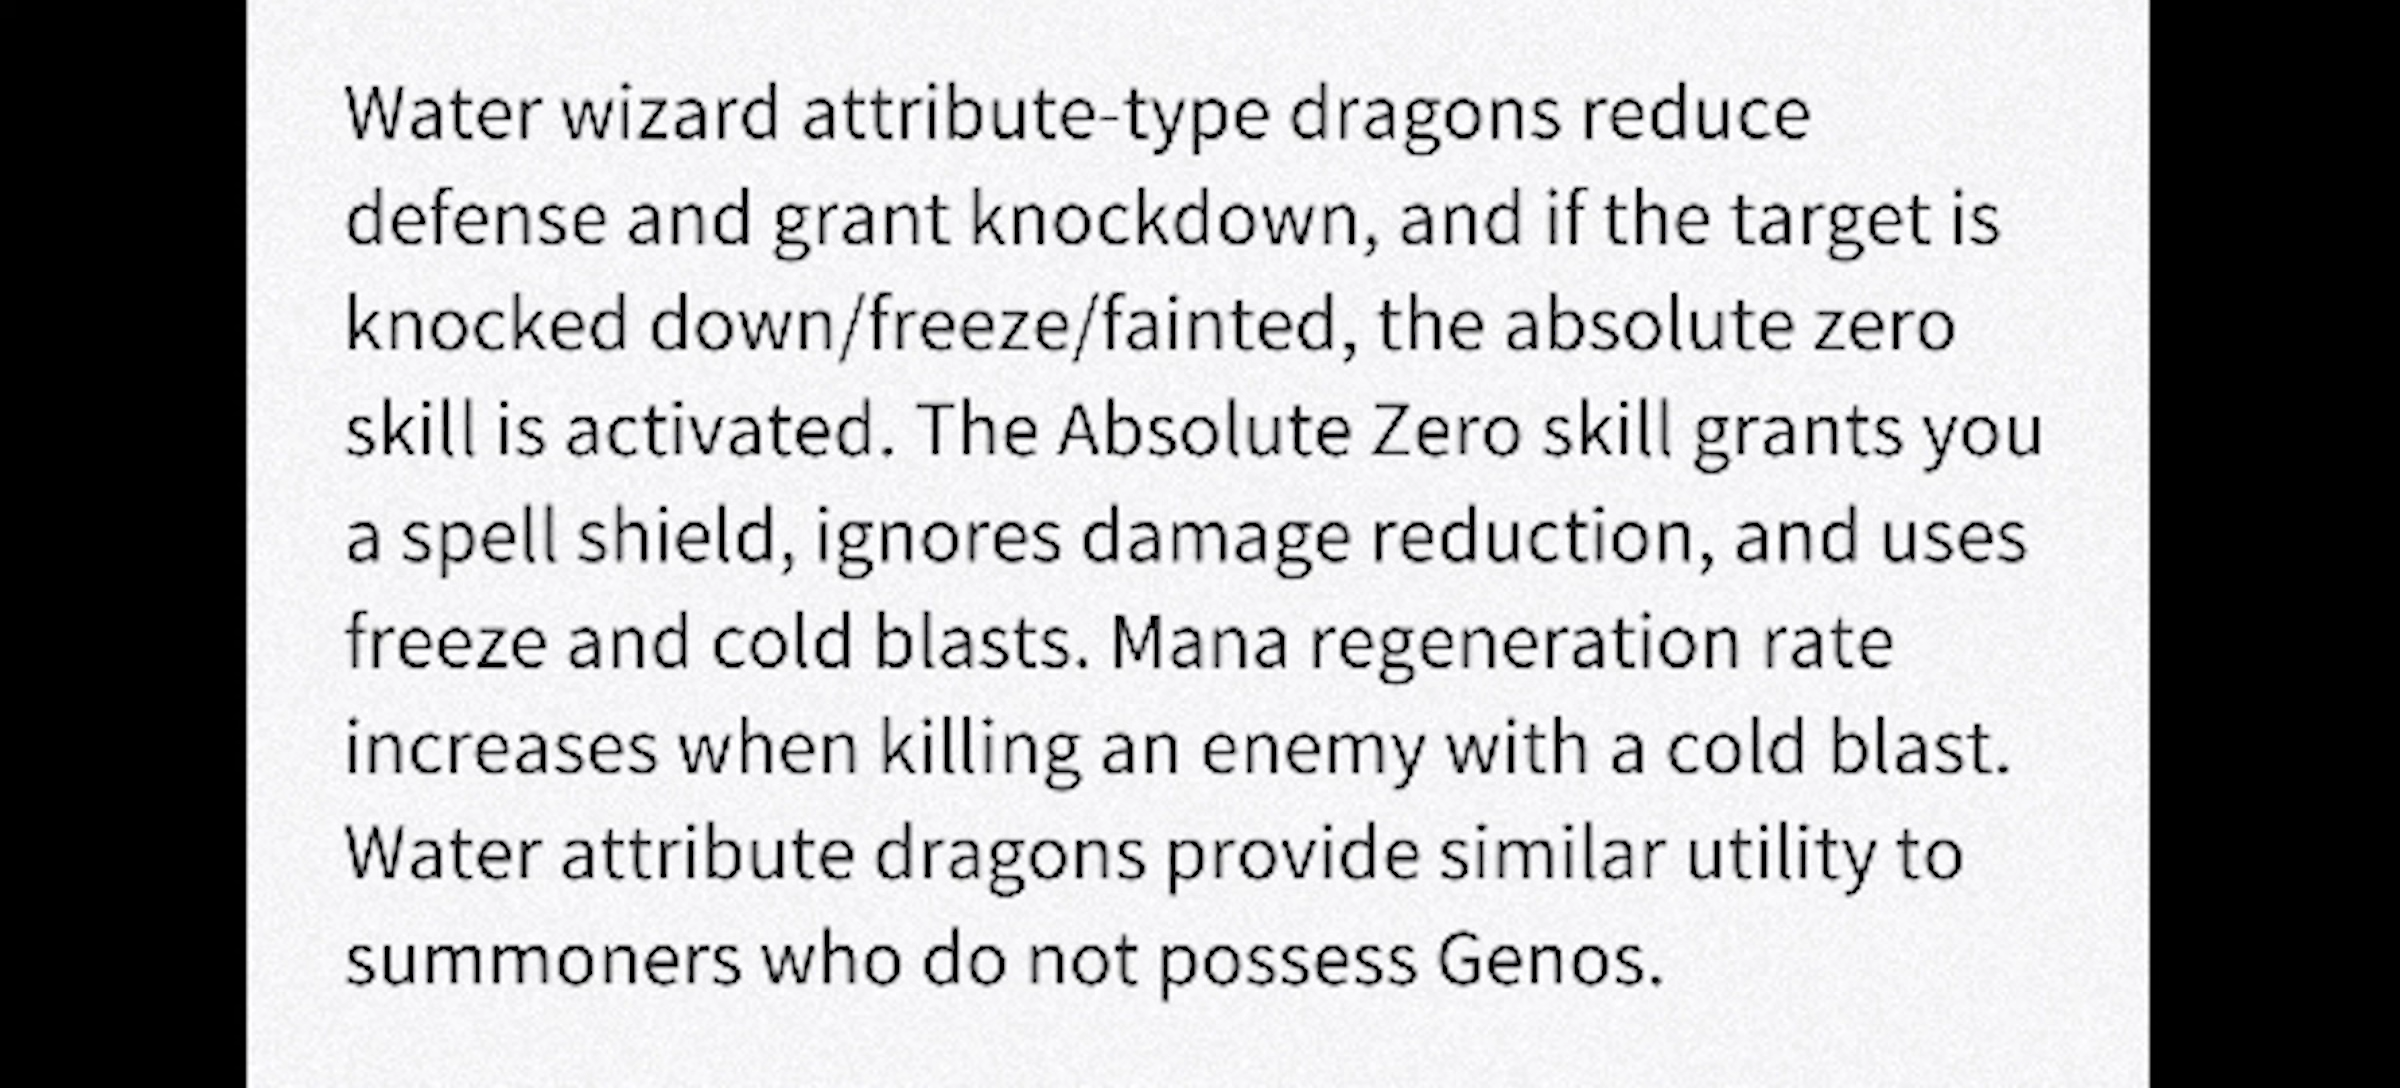 Water wizard attribute-type dragons reduce
defense and grant knockdown, and if the target is
knocked down/freeze/fainted, the absolute zero
skill is activated. The Absolute Zero skill grants you
a spell shield, ignores damage reduction, and uses
freeze and cold blasts. Mana regeneration rate
increases when killing an enemy with a cold blast.
Water attribute dragons provide similar utility to
summoners who do not possess Genos.